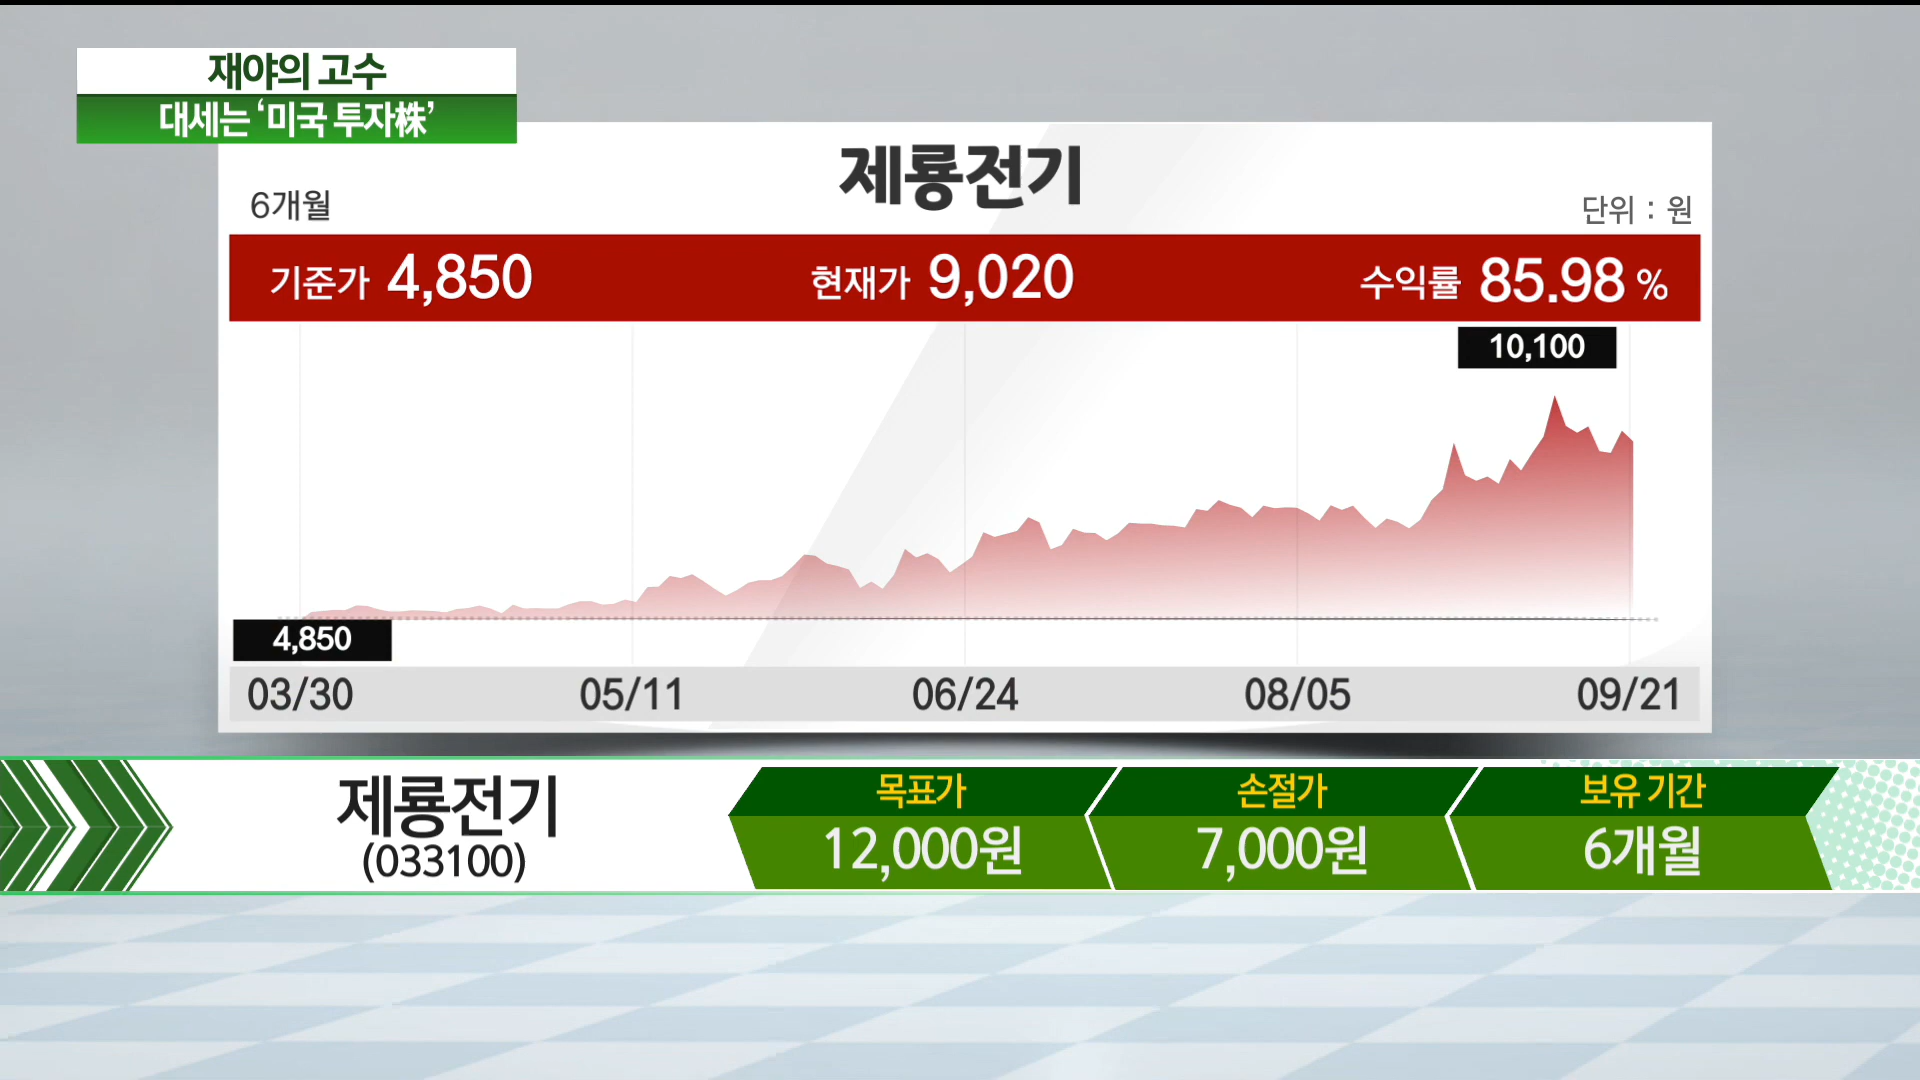 재야의 고수
대세는 ‘미국 투자株’
제룡전기
6개월
단위 : 원
기준가 4,850 현재가 9,020 수익률 85.98 %
10,100
4,850
03/30 05/11 06/24 08/05 09/21
제룡전기
(033100)
목표가 손절가 보유 기간
12,000원 7,000원 6개월